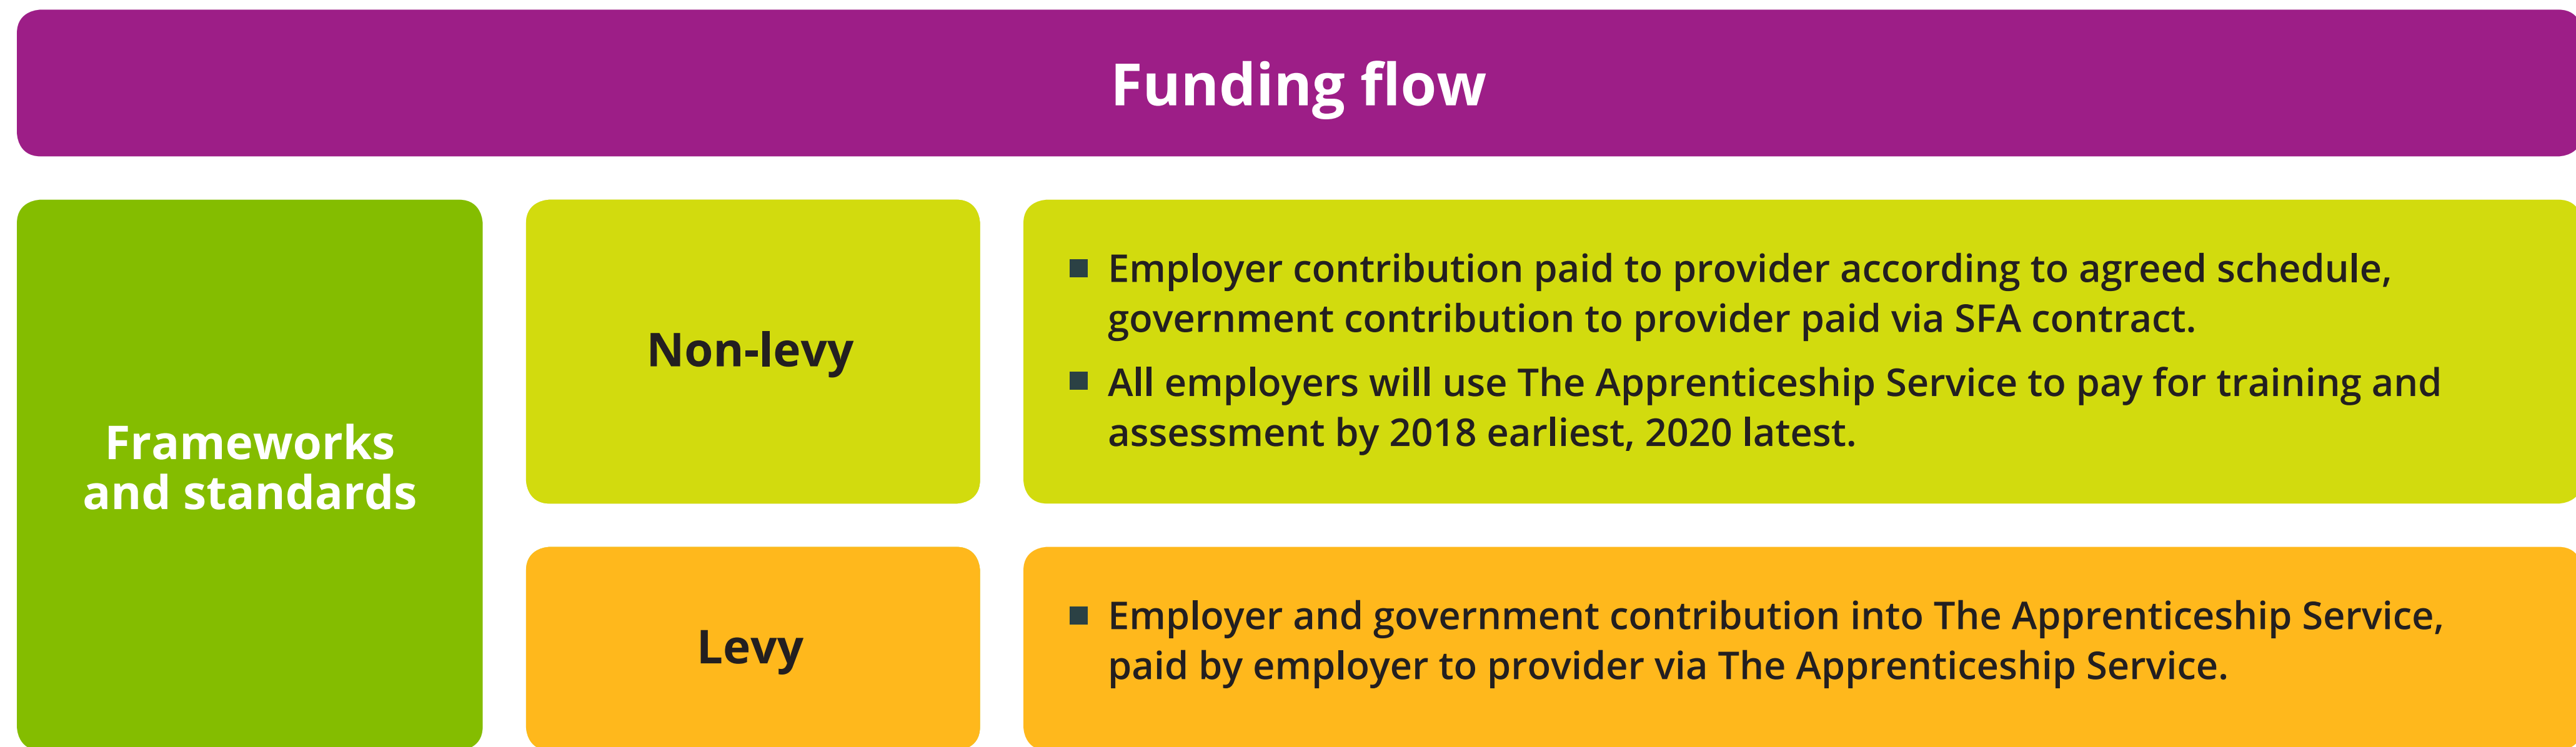 Funding flow
Frameworks
and standards
Non-levy
■ Employer contribution paid to provider according to agreed schedule,
government contribution to provider paid via SFA contract.
■ All employers will use The Apprenticeship Service to pay for training and
assessment by 2018 earliest, 2020 latest.
Levy
■ Employer and government contribution into The Apprenticeship Service,
paid by employer to provider via The Apprenticeship Service.